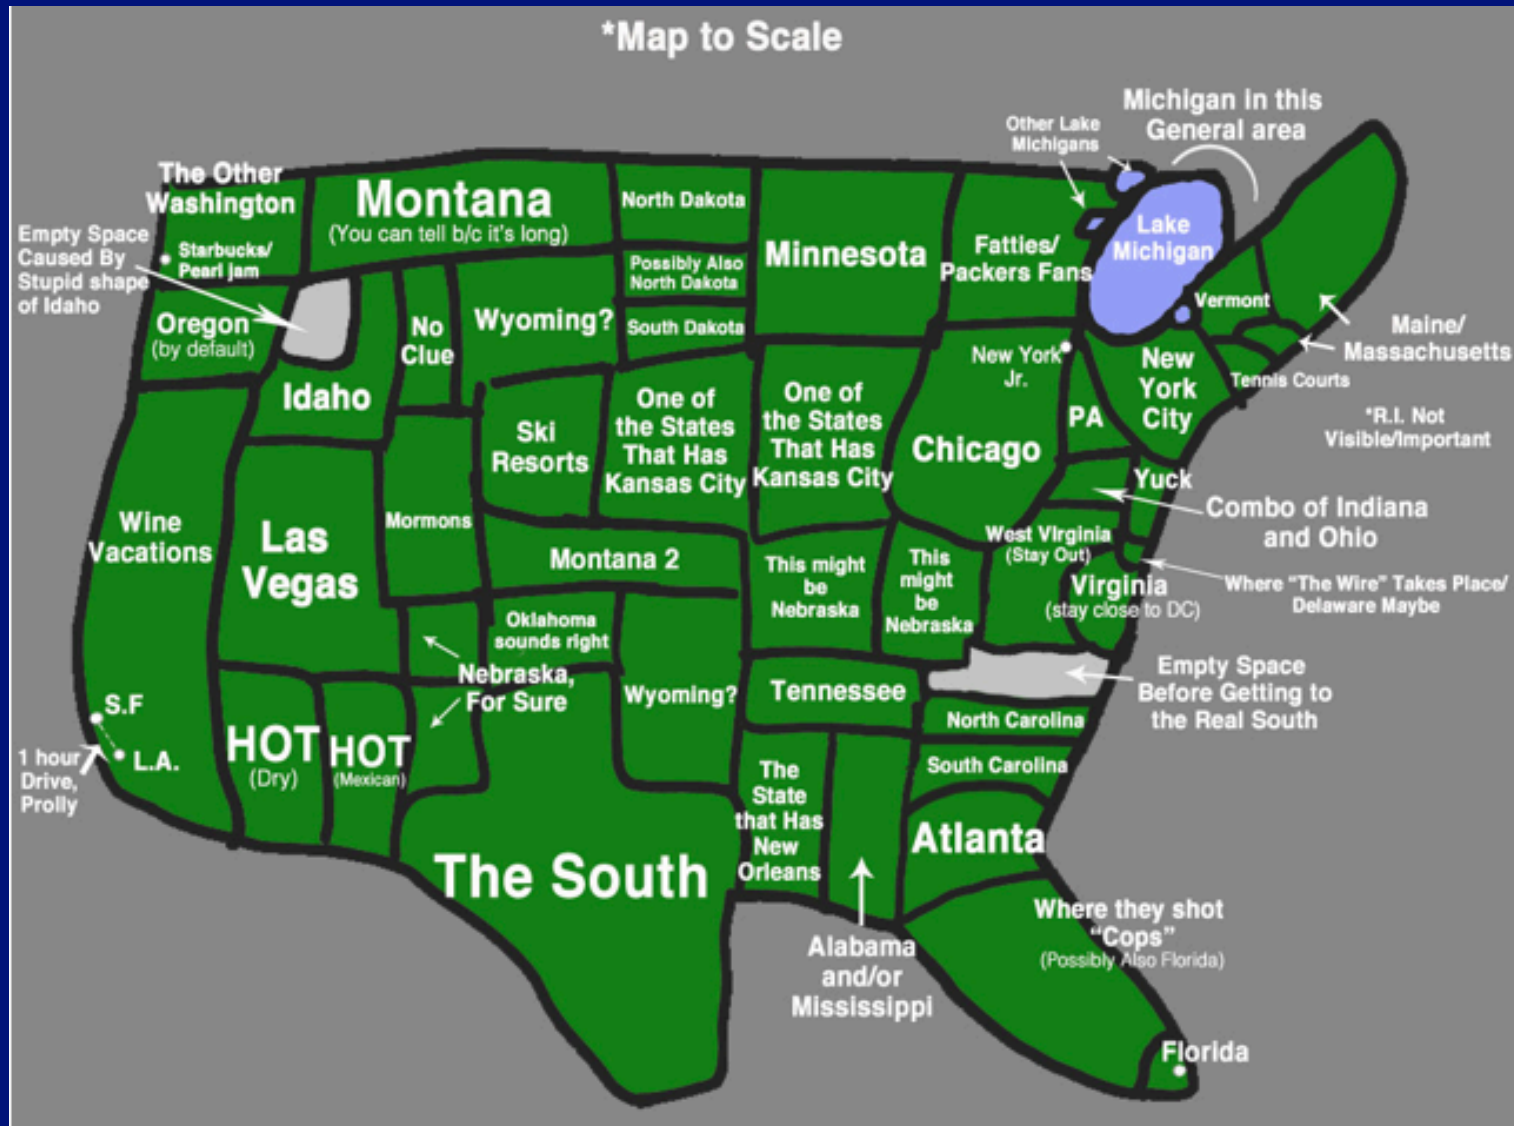 *Map to Scale
Michigan in this
General area
Other Lake
Michigans
The Other
Washington
Starbucks/
Pearl jam
Empty Space
Caused By
Stupid shape
of Idaho
Montana
(You can tell b/c it's long)
North Dakota
Possibly Also
North Dakota
South Dakota
Minnesota
Fatties/
Packers Fans
Lake
Michigan
Vermont
Maine/
Massachusetts
Tennis Courts
*R.I. Not
Visible/Important
Oregon
(by default)
Idaho
No
Clue
Wyoming?
New York
Jr.
New
York
City
PA
Ski
Resorts
One of
the States
That Has
Kansas City
One of
the States
That Has
Kansas City
Chicago
Yuck
Combo of Indiana
and Ohio
Wine
Vacations
Las
Vegas
Mormons
Montana 2
This might
be
Nebraska
This
might
be
Nebraska
West VIrginia
(Stay Out)
Virginia
(stay close to DC)
Where "The Wire" Takes Place/
Delaware Maybe
Oklahoma
sounds right
Nebraska,
For Sure
Wyoming?
Tennessee
Empty Space
Before Getting to
the Real South
North Carolina
South Carolina
S.F
L.A.
1 hour
Drive,
Prolly
HOT
(Dry)
HOT
(Mexican)
The South
The
State
that Has
New
Orleans
Atlanta
Alabama
and/or
Mississippi
Where they shot
“Cops”
(Possibly Also Florida)
Florida